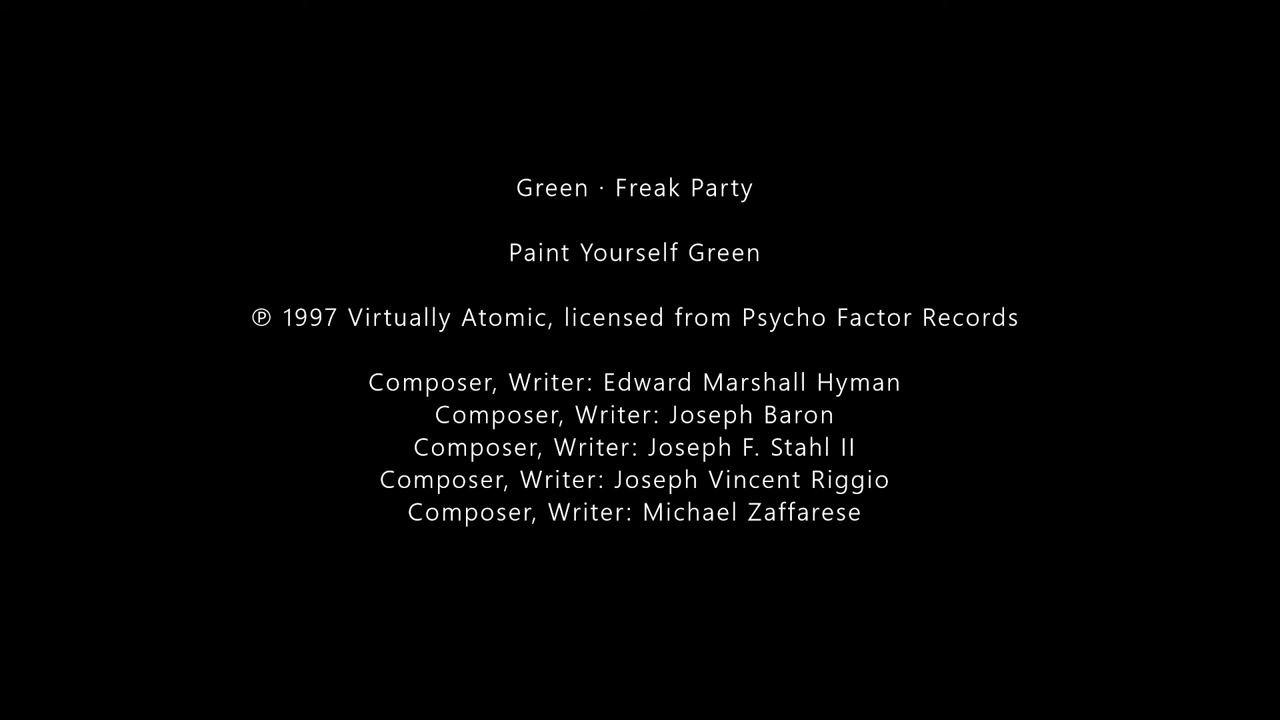 Green · Freak Party
Paint Yourself Green
℗ 1997 Virtually Atomic, licensed from Psycho Factor Records
Composer, Writer: Edward Marshall Hyman
Composer, Writer: Joseph Baron
Composer, Writer: Joseph F. Stahl II
Composer, Writer: Joseph Vincent Riggio
Composer, Writer: Michael Zaffarese